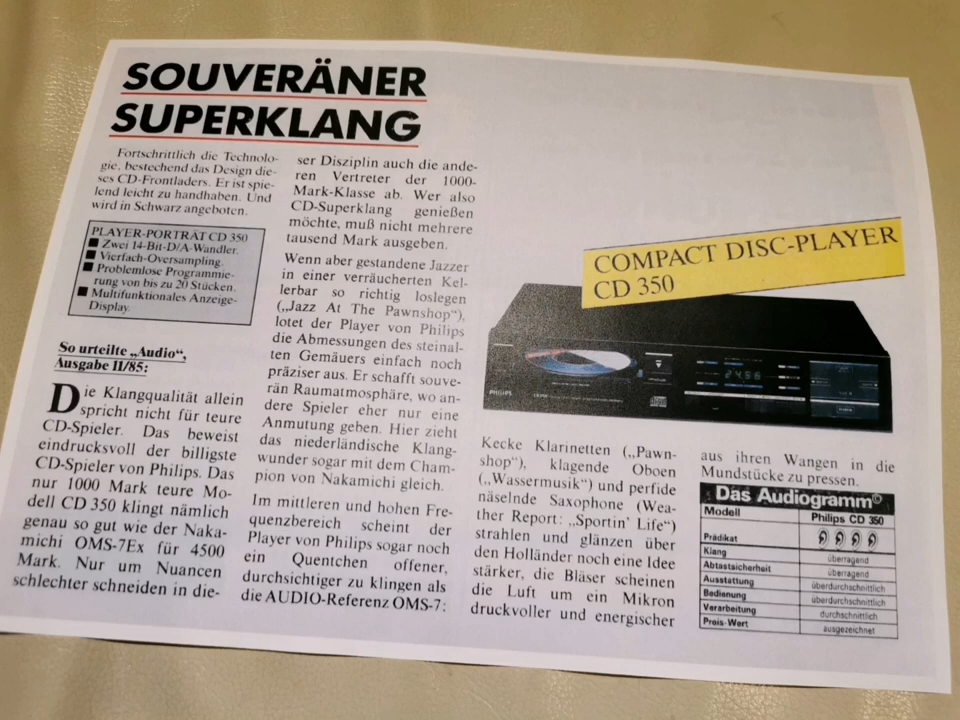 SOUVERÄNER
SUPERKLANG
Fortschrittlich die Technolo-
gie, bestechend das Design die-
ses CD-Frontladers. Er ist spie-
lend leicht zu handhaben. Und
wird in Schwarz angeboten.
PLAYER-PORTRÄT CD 350
■ Zwei 14-Bit-D/A-Wandler.
■ Vierfach-Oversampling.
■ Problemlose Programmie-
rung von bis zu 20 Stücken.
■ Multifunktionales Anzeige-
Display.
So urteilte „Audio“,
Ausgabe 11/85:
Die Klangqualität allein
spricht nicht für teure
CD-Spieler. Das beweist
eindrucksvoll der billigste
CD-Spieler von Philips. Das
nur 1000 Mark teure Mo-
dell CD 350 klingt nämlich
genau so gut wie der Naka-
michi OMS-7Ex für 4500
Mark. Nur um Nuancen
schlechter schneiden in die-
ser Disziplin auch die ande-
ren Vertreter der 1000-
Mark-Klasse ab. Wer also
CD-Superklang genießen
möchte, muß nicht mehrere
tausend Mark ausgeben.
Wenn aber gestandene Jazzer
in einer verräucherten Kel-
lerbar so richtig loslegen
(„Jazz At The Pawnshop“),
lotet der Player von Philips
die Abmessungen des steinal-
ten Gemäuers einfach noch
präziser aus. Er schafft souve-
rän Raumatmosphäre, wo an-
dere Spieler eher nur eine
Anmutung geben. Hier zieht
das niederländische Klang-
wunder sogar mit dem Cham-
pion von Nakamichi gleich.
Im mittleren und hohen Fre-
quenzbereich scheint der
Player von Philips sogar noch
ein Quentchen offener,
durchsichtiger zu klingen als
die AUDIO-Referenz OMS-7:
COMPACT DISC-PLAYER
CD 350
PHILIPS
24 56
Kecke Klarinetten („Pawn-
shop“), klagende Oboen
(„Wassermusik“) und perfide
näselnde Saxophone (Wea-
ther Report: „Sportin’ Life“)
strahlen und glänzen über
den Holländer noch eine Idee
stärker, die Bläser scheinen
die Luft um ein Mikron
druckvoller und energischer
aus ihren Wangen in die
Mundstücke zu pressen.
Das Audiogramm©
Modell Philips CD 350
Prädikat
Klang überragend
Abtastsicherheit überragend
Ausstattung überdurchschnittlich
Bedienung überdurchschnittlich
Verarbeitung durchschnittlich
Preis-Wert ausgezeichnet